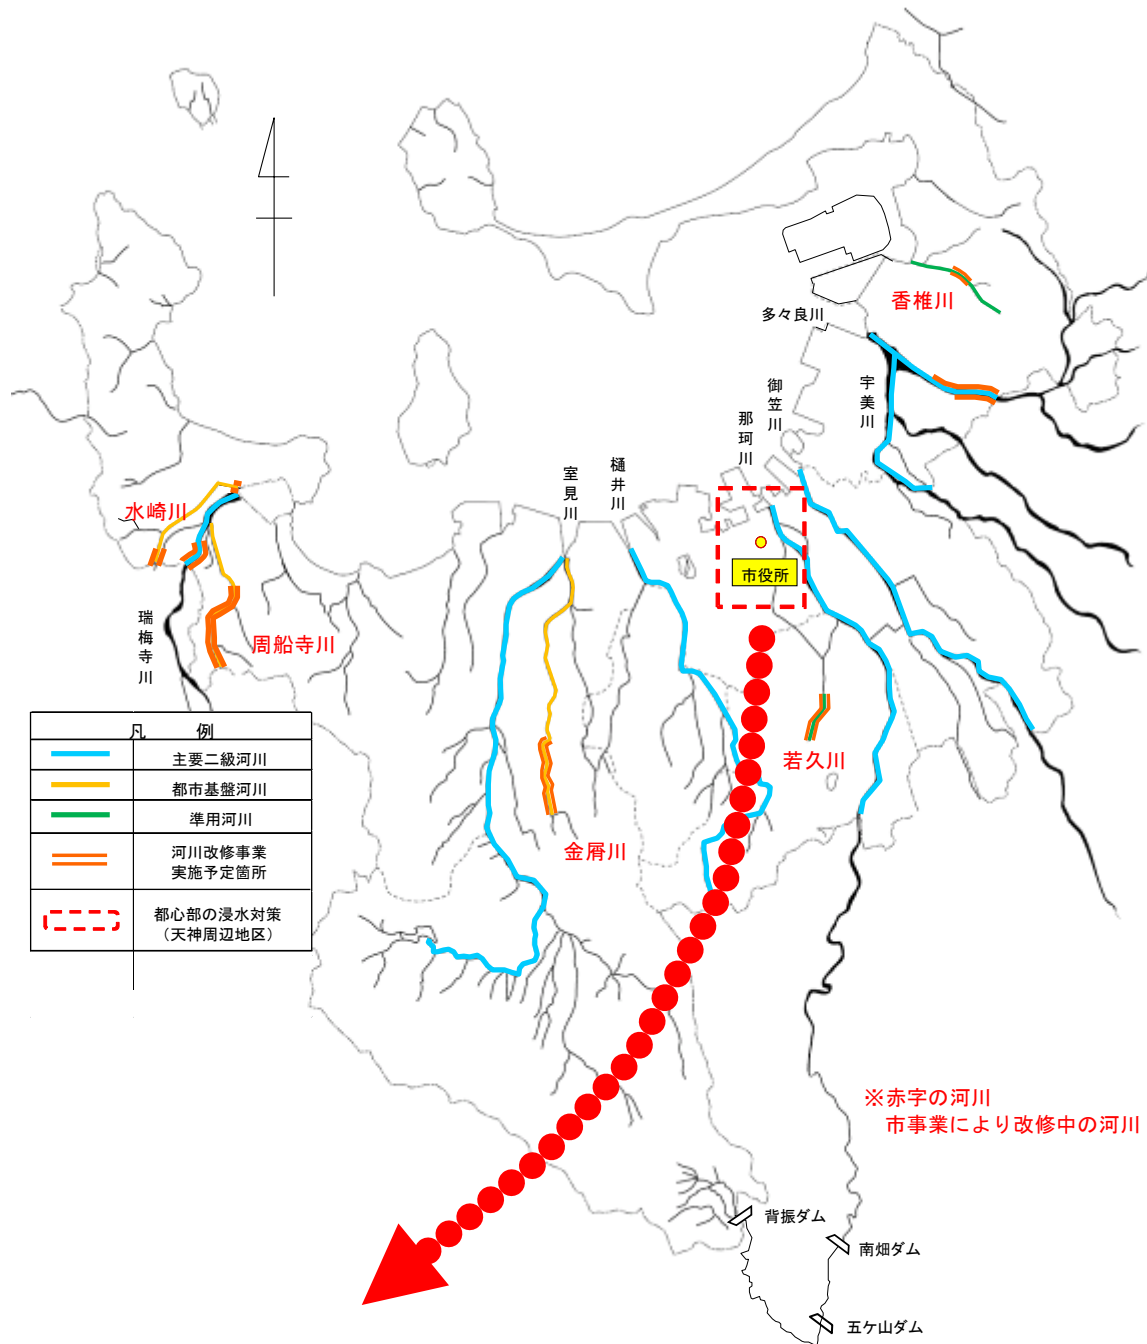 香椎川
多々良川
御笠川
宇美川
那珂川
樋井川
室見川
水崎川
市役所
瑞梅寺川
周船寺川
凡 例
主要二級河川
都市基盤河川
準用河川
河川改修事業
実施予定箇所
都心部の浸水対策
（天神周辺地区）
若久川
金屑川
※赤字の河川
市事業により改修中の河川
背振ダム
南畑ダム
五ケ山ダム